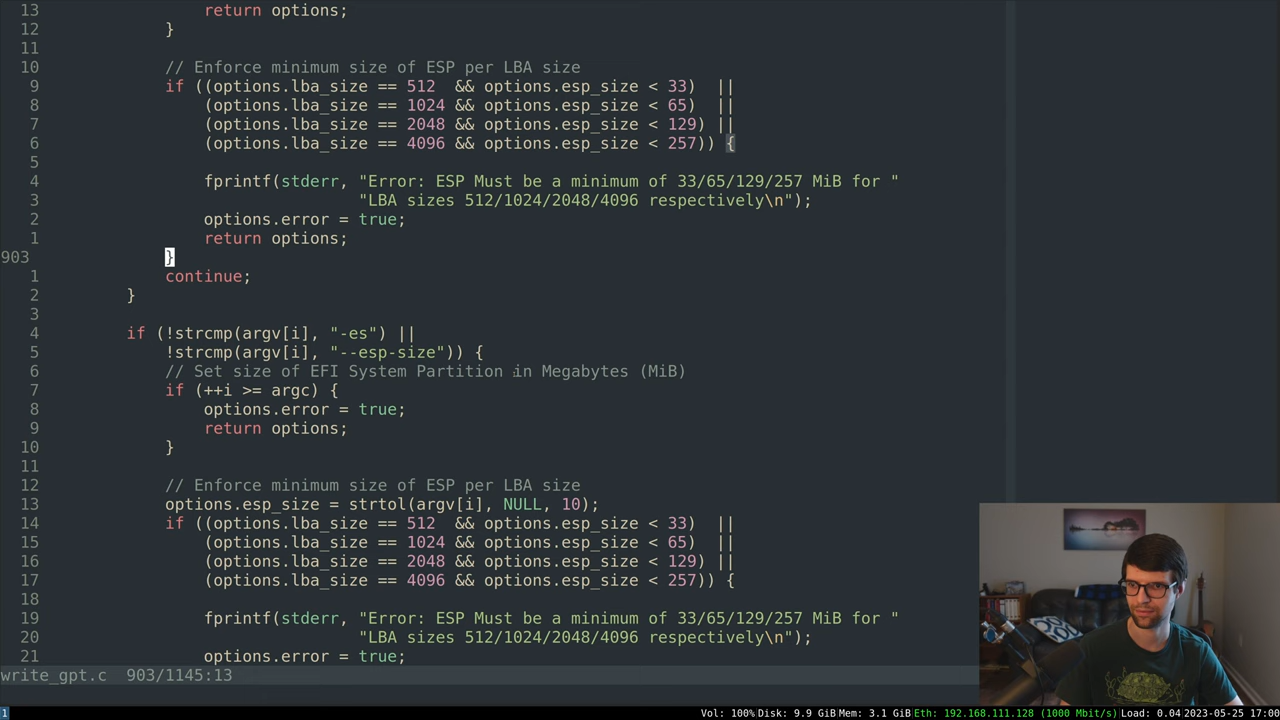 13                 return options;
12             }
11
10             // Enforce minimum size of ESP per LBA size
9             if ((options.lba_size == 512  && options.esp_size < 33)  ||
8                 (options.lba_size == 1024 && options.esp_size < 65)  ||
7                 (options.lba_size == 2048 && options.esp_size < 129) ||
6                 (options.lba_size == 4096 && options.esp_size < 257)) {
5
4                 fprintf(stderr, "Error: ESP Must be a minimum of 33/65/129/257 MiB for "
3                                 "LBA sizes 512/1024/2048/4096 respectively\n");
2                 options.error = true;
1                 return options;
903             }
1             continue;
2         }
3
4         if (!strcmp(argv[i], "-es") ||
5             !strcmp(argv[i], "--esp-size")) {
6             // Set size of EFI System Partition in Megabytes (MiB)
7             if (++i >= argc) {
8                 options.error = true;
9                 return options;
10             }
11
12             // Enforce minimum size of ESP per LBA size
13             options.esp_size = strtol(argv[i], NULL, 10);
14             if ((options.lba_size == 512  && options.esp_size < 33)  ||
15                 (options.lba_size == 1024 && options.esp_size < 65)  ||
16                 (options.lba_size == 2048 && options.esp_size < 129) ||
17                 (options.lba_size == 4096 && options.esp_size < 257)) {
18
19                 fprintf(stderr, "Error: ESP Must be a minimum of 33/65/129/257 MiB for "
20                                 "LBA sizes 512/1024/2048/4096 respectively\n");
21                 options.error = true;
write_gpt.c  903/1145:13
1 Vol: 100% Disk: 9.9 GiB Mem: 3.1 GiB Eth: 192.168.111.128 (1000 Mbit/s) Load: 0.04 2023-05-25 17:00